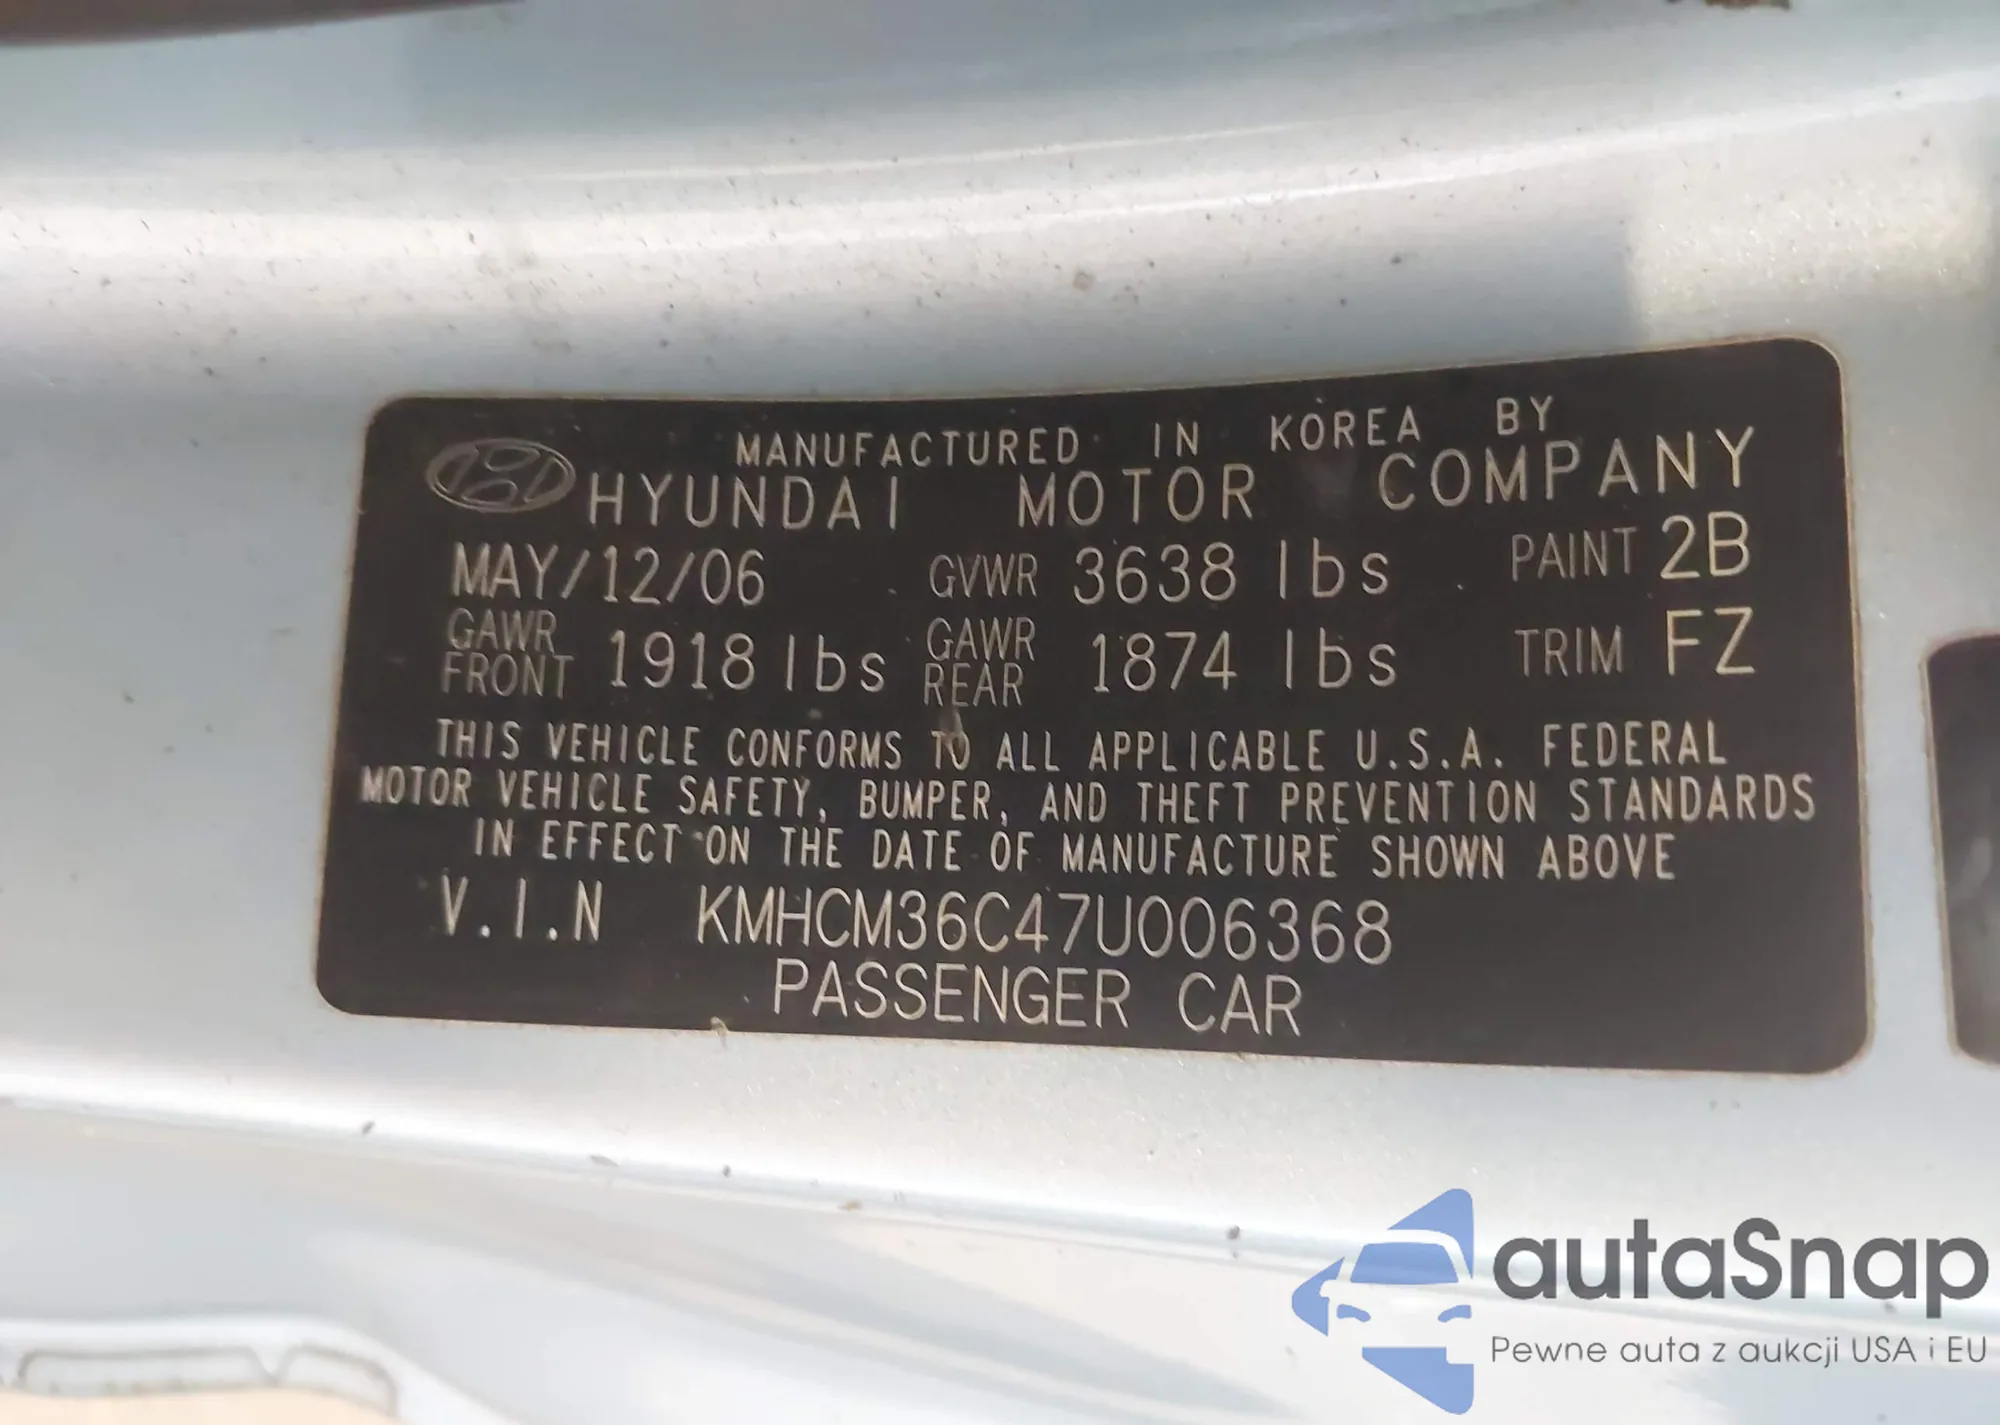 MANUFACTURED IN KOREA BY
HYUNDAI MOTOR COMPANY
MAY/12/06 GVWR 3638 lbs PAINT 2B
GAWR FRONT 1918 lbs GAWR REAR 1874 lbs TRIM FZ
THIS VEHICLE CONFORMS TO ALL APPLICABLE U.S.A. FEDERAL
MOTOR VEHICLE SAFETY, BUMPER, AND THEFT PREVENTION STANDARDS
IN EFFECT ON THE DATE OF MANUFACTURE SHOWN ABOVE
V.I.N KMHCM36C47U006368
PASSENGER CAR
autaSnap
Pewne auta z aukcji USA i EU